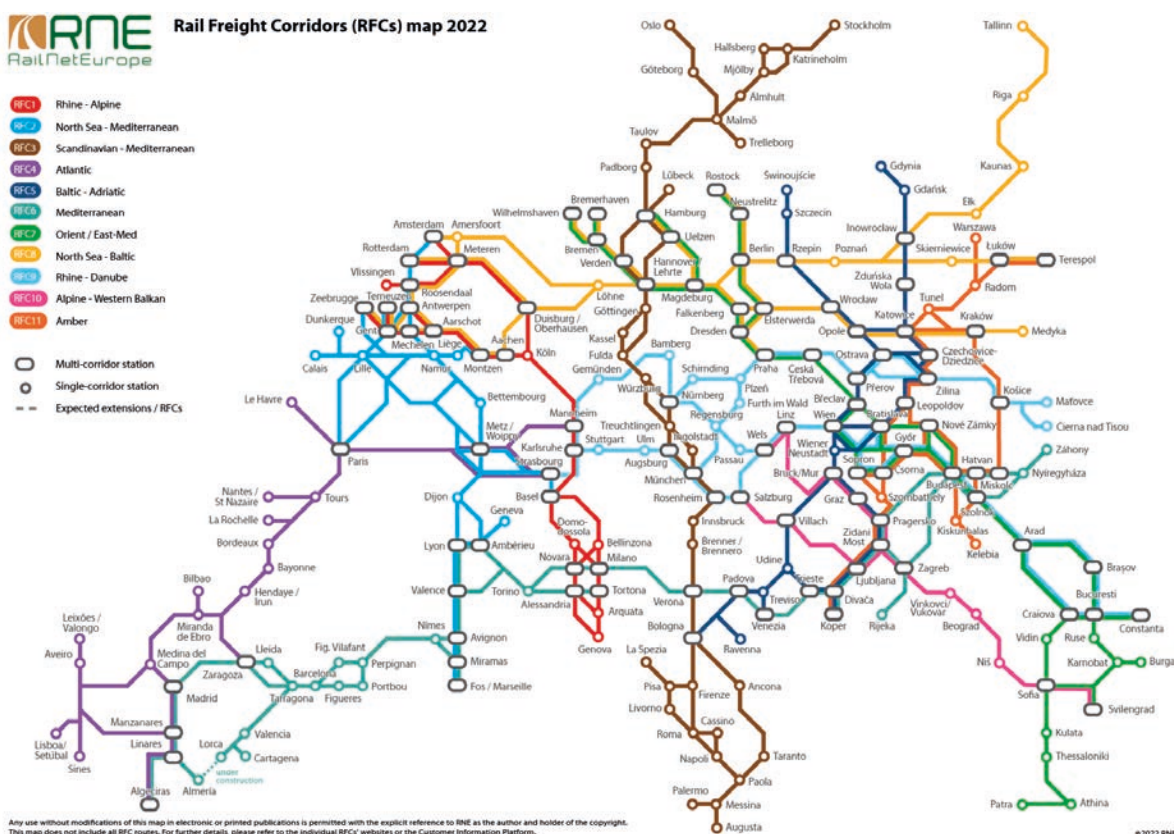 RNE
RailNetEurope
Rail Freight Corridors (RFCs) map 2022
RFC1 Rhine - Alpine
RFC2 North Sea - Mediterranean
RFC3 Scandinavian - Mediterranean
RFC4 Atlantic
RFC5 Baltic - Adriatic
RFC6 Mediterranean
RFC7 Orient / East-Med
RFC8 North Sea - Baltic
RFC9 Rhine - Danube
RFC10 Alpine - Western Balkan
RFC11 Amber
Multi-corridor station
Single-corridor station
Expected extensions / RFCs
Oslo
Stockholm
Tallinn
Hallsberg
Katrineholm
Göteborg
Mjölby
Älmhult
Riga
Malmö
Taulov
Trelleborg
Padborg
Lübeck
Rostock
Świnoujście
Gdynia
Kaunas
Gdańsk
Ełk
Wilhelmshaven
Bremerhaven
Hamburg
Neustrelitz
Szczecin
Inowrocław
Warszawa
Amsterdam
Amersfoort
Bremen
Uelzen
Berlin
Rzepin
Poznań
Skierniewice
Łuków
Terespol
Rotterdam
Meteren
Verden
Hannover/
Lehrte
Zduńska
Wola
Radom
Vlissingen
Roosendaal
Löhne
Magdeburg
Wrocław
Tunel
Zeebrugge
Terneuzen
Antwerpen
Duisburg /
Oberhausen
Göttingen
Falkenberg
Elsterwerda
Opole
Katowice
Kraków
Medyka
Dunkerque
Gent
Aarschot
Aachen
Köln
Kassel
Dresden
Mechelen
Liège
Montzen
Fulda
Bamberg
Praha
Česká
Třebová
Ostrava
Czechowice-
Dziedzice
Calais
Lille
Namur
Gemünden
Schirnding
Plzeň
Přerov
Žilina
Košice
Maťovce
Le Havre
Bettembourg
Würzburg
Nürnberg
Furth im Wald
Břeclav
Leopoldov
Čierna nad Tisou
Mannheim
Regensburg
Linz
Wien
Bratislava
Nové Zámky
Metz /
Woippy
Treuchtlingen
Ingolstadt
Wels
Wiener
Neustadt
Győr
Záhony
Paris
Karlsruhe
Stuttgart
Ulm
Augsburg
Passau
Sopron
Csorna
Hatvan
Strasbourg
München
Bruck/Mur
Budapest
Miskolc
Nyíregyháza
Nantes /
St Nazaire
Tours
Dijon
Basel
Rosenheim
Salzburg
Graz
Szombathely
Szolnok
La Rochelle
Geneva
Domo-
dossola
Innsbruck
Villach
Zidani
Most
Pragersko
Kiskunhalas
Arad
Bordeaux
Lyon
Ambérieu
Bellinzona
Brenner /
Brennero
Kelebia
Bayonne
Novara
Milano
Udine
Ljubljana
Zagreb
Brașov
Bilbao
Hendaye /
Irun
Valence
Torino
Alessandria
Tortona
Verona
Padova
Trieste
Treviso
Divača
Vinkovci/
Vukovar
București
Leixões /
Valongo
Miranda
de Ebro
Nîmes
Arquata
Bologna
Venezia
Koper
Rijeka
Beograd
Craiova
Constanta
Aveiro
Medina del
Campo
Lleida
Fig. Vilafant
Avignon
Genova
Ravenna
Vidin
Ruse
Zaragoza
Barcelona
Perpignan
Miramas
La Spezia
Niš
Karnobat
Burga
Madrid
Tarragona
Figueres
Portbou
Fos / Marseille
Pisa
Firenze
Ancona
Sofia
Svilengrad
Manzanares
Valencia
Livorno
Cassino
Lisboa/
Setúbal
Linares
Lorca
Cartagena
Roma
Kulata
Sines
under
construction
Napoli
Taranto
Thessaloniki
Algeciras
Almería
Paola
Palermo
Messina
Patra
Athina
Augusta
Any use without modifications of this map in electronic or printed publications is permitted with the explicit reference to RNE as the author and holder of the copyright.
This map does not include all RFC routes. For further details, please refer to the individual RFCs' websites or the Customer Information Platform.
©2022 RNE